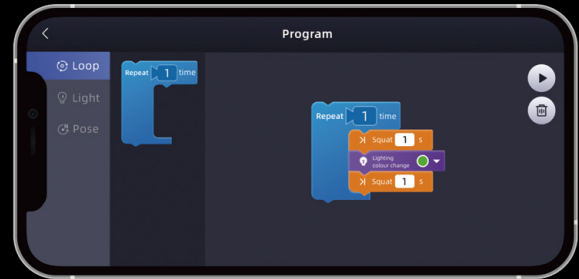 Program
Loop
Light
Pose
Repeat 1 time
Repeat 1 time
Squat 1 s
Lighting
colour change
Squat 1 s